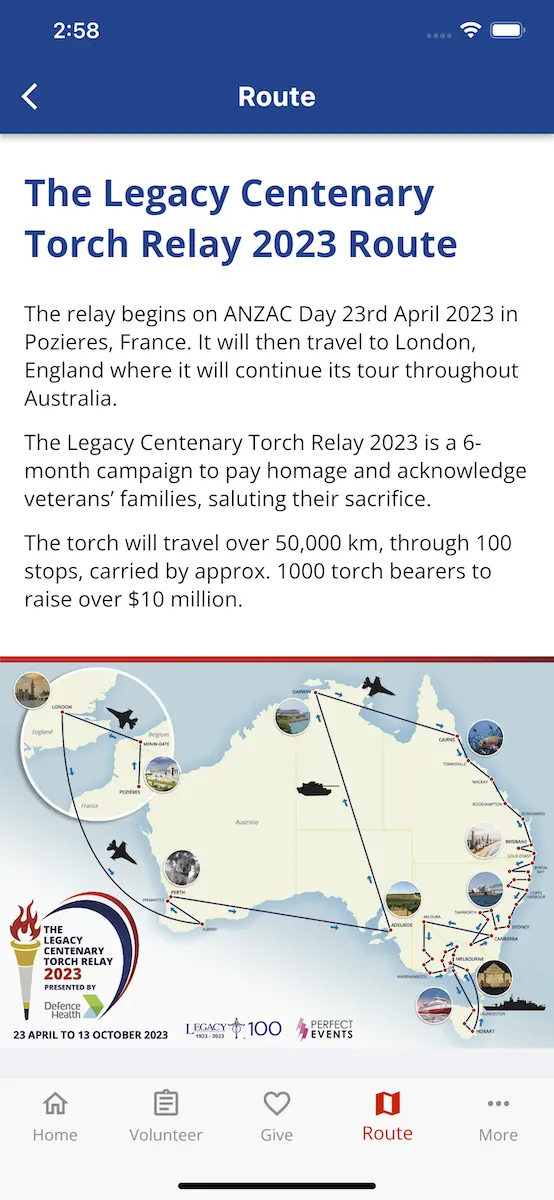 2:58
Route
The Legacy Centenary
Torch Relay 2023 Route
The relay begins on ANZAC Day 23rd April 2023 in
Pozieres, France. It will then travel to London,
England where it will continue its tour throughout
Australia.
The Legacy Centenary Torch Relay 2023 is a 6-
month campaign to pay homage and acknowledge
veterans’ families, saluting their sacrifice.
The torch will travel over 50,000 km, through 100
stops, carried by approx. 1000 torch bearers to
raise over $10 million.
LONDON
England
Belgium
MENIN GATE
POZIERES
France
DARWIN
CAIRNS
TOWNSVILLE
MACKAY
ROCKHAMPTON
BUNDABERG
Australia
BRISBANE
GOLD COAST
BYRON BAY
COFFS HARBOUR
PERTH
FREMANTLE
ALBANY
ADELAIDE
MILDURA
TAMWORTH
SYDNEY
CANBERRA
MELBOURNE
WARRNAMBOOL
LAUNCESTON
HOBART
THE
LEGACY
CENTENARY
TORCH RELAY
2023
PRESENTED BY
Defence
Health
23 APRIL TO 13 OCTOBER 2023
LEGACY 100
1923 - 2023
PERFECT
EVENTS
Home
Volunteer
Give
Route
More